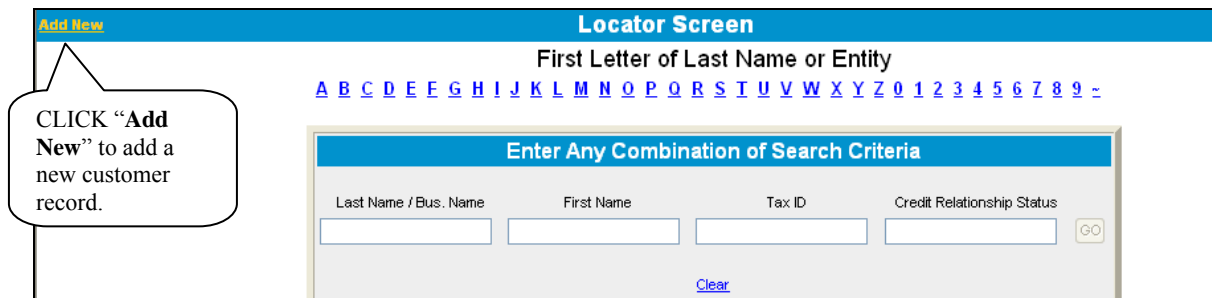 Add New
Locator Screen
First Letter of Last Name or Entity
A B C D E F G H I J K L M N O P Q R S T U V W X Y Z 0 1 2 3 4 5 6 7 8 9 ~
CLICK “Add
New” to add a
new customer
record.
Enter Any Combination of Search Criteria
Last Name / Bus. Name First Name Tax ID Credit Relationship Status
GO
Clear